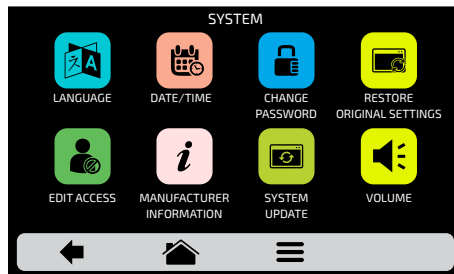 SYSTEM
LANGUAGE
DATE/TIME
CHANGE
PASSWORD
RESTORE
ORIGINAL SETTINGS
EDIT ACCESS
MANUFACTURER
INFORMATION
SYSTEM
UPDATE
VOLUME